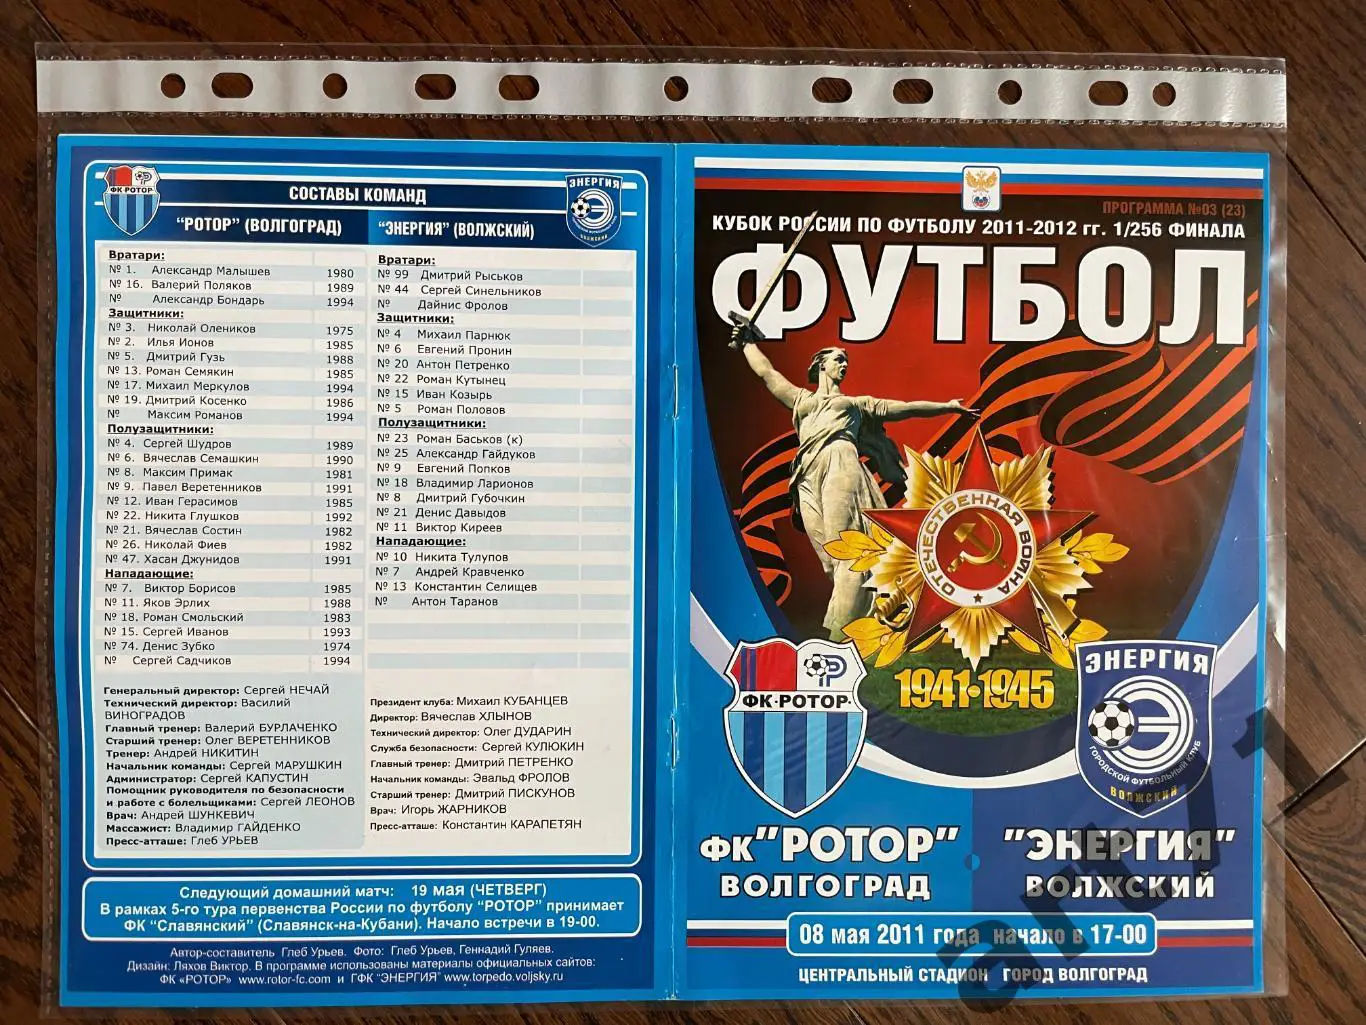 СОСТАВЫ КОМАНД
ФК·РОТОР
ЭНЕРГИЯ
ВОЛЖСКИЙ
"РОТОР" (ВОЛГОГРАД)
Вратари:
№ 1. Александр Малышев 1980
№ 16. Валерий Поляков 1989
№ Александр Бондарь 1994
Защитники:
№ 3. Николай Олеников 1975
№ 2. Илья Ионов 1985
№ 5. Дмитрий Гузь 1988
№ 13. Роман Семякин 1985
№ 17. Михаил Меркулов 1994
№ 19. Дмитрий Косенко 1986
№ Максим Романов 1994
Полузащитники:
№ 4. Сергей Шудров 1989
№ 6. Вячеслав Семашкин 1990
№ 8. Максим Примак 1981
№ 9. Павел Веретенников 1991
№ 12. Иван Герасимов 1985
№ 22. Никита Глушков 1992
№ 21. Вячеслав Состин 1982
№ 26. Николай Фиев 1982
№ 47. Хасан Джунидов 1991
Нападающие:
№ 7. Виктор Борисов 1985
№ 11. Яков Эрлих 1988
№ 18. Роман Смольский 1983
№ 15. Сергей Иванов 1993
№ 74. Денис Зубко 1974
№ Сергей Садчиков 1994
Генеральный директор: Сергей НЕЧАЙ
Технический директор: Василий
ВИНОГРАДОВ
Главный тренер: Валерий БУРЛАЧЕНКО
Старший тренер: Олег ВЕРЕТЕННИКОВ
Тренер: Андрей НИКИТИН
Начальник команды: Сергей МАРУШКИН
Администратор: Сергей КАПУСТИН
Помощник руководителя по безопасности
и работе с болельщиками: Сергей ЛЕОНОВ
Врач: Андрей ШУНКЕВИЧ
Массажист: Владимир ГАЙДЕНКО
Пресс-атташе: Глеб УРЬЕВ
"ЭНЕРГИЯ" (ВОЛЖСКИЙ)
Вратари:
№ 99 Дмитрий Рыськов
№ 44 Сергей Синельников
№ Дайнис Фролов
Защитники:
№ 4 Михаил Парнюк
№ 6 Евгений Пронин
№ 20 Антон Петренко
№ 22 Роман Кутынец
№ 15 Иван Козырь
№ 5 Роман Половов
Полузащитники:
№ 23 Роман Баськов (к)
№ 25 Александр Гайдуков
№ 9 Евгений Попков
№ 18 Владимир Ларионов
№ 8 Дмитрий Губочкин
№ 21 Денис Давыдов
№ 11 Виктор Киреев
Нападающие:
№ 10 Никита Тулупов
№ 7 Андрей Кравченко
№ 13 Константин Селищев
№ Антон Таранов
Президент клуба: Михаил КУБАНЦЕВ
Директор: Вячеслав ХЛЫНОВ
Технический директор: Олег ДУДАРИН
Служба безопасности: Сергей КУЛЮКИН
Главный тренер: Дмитрий ПЕТРЕНКО
Начальник команды: Эвальд ФРОЛОВ
Старший тренер: Дмитрий ПИСКУНОВ
Врач: Игорь ЖАРНИКОВ
Пресс-атташе: Константин КАРАПЕТЯН
Следующий домашний матч: 19 мая (ЧЕТВЕРГ)
В рамках 5-го тура первенства России по футболу "РОТОР" принимает
ФК "Славянский" (Славянск-на-Кубани). Начало встречи в 19-00.
Автор-составитель Глеб Урьев. Фото: Глеб Урьев, Геннадий Гуляев.
Дизайн: Ляхов Виктор. В программе использованы материалы официальных сайтов:
ФК «РОТОР» www.rotor-fc.com и ГФК "ЭНЕРГИЯ" www.torpedo.voljsky.ru
ПРОГРАММА №03 (23)
КУБОК РОССИИ ПО ФУТБОЛУ 2011-2012 гг. 1/256 ФИНАЛА
ФУТБОЛ
ОТЕЧЕСТВЕННАЯ ВОЙНА
1941·1945
ФК·РОТОР
ЭНЕРГИЯ
ГОРОДСКОЙ ФУТБОЛЬНЫЙ КЛУБ
ВОЛЖСКИЙ
ФК "РОТОР"
ВОЛГОГРАД
"ЭНЕРГИЯ"
ВОЛЖСКИЙ
08 мая 2011 года начало в 17-00
ЦЕНТРАЛЬНЫЙ СТАДИОН ГОРОД ВОЛГОГРАД
art71